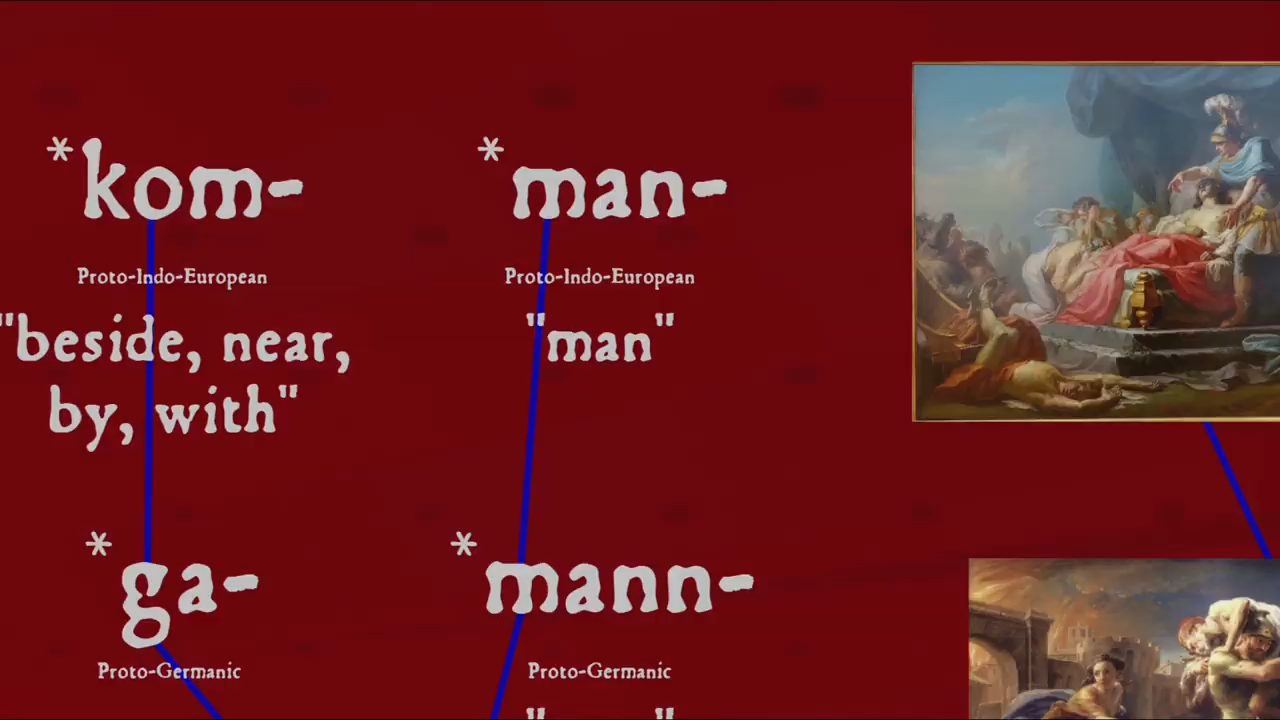 *kom-
Proto-Indo-European
"beside, near,
by, with"
*ga-
Proto-Germanic
*man-
Proto-Indo-European
"man"
*mann-
Proto-Germanic